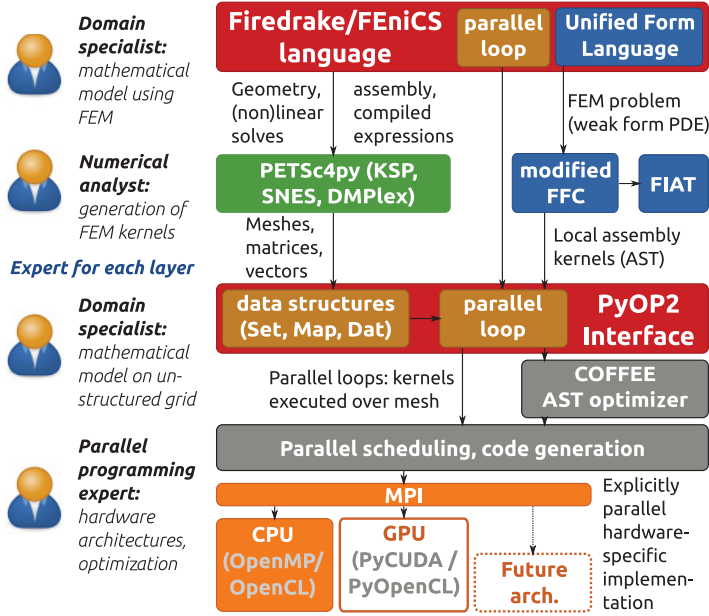 Domain
specialist:
mathematical
model using
FEM
Numerical
analyst:
generation of
FEM kernels
Expert for each layer
Domain
specialist:
mathematical
model on un-
structured grid
Parallel
programming
expert:
hardware
architectures,
optimization
Firedrake/FEniCS
language
parallel
loop
Unified Form
Language
Geometry,
(non)linear
solves
assembly,
compiled
expressions
FEM problem
(weak form PDE)
PETSc4py (KSP,
SNES, DMPlex)
modified
FFC
FIAT
Meshes,
matrices,
vectors
Local assembly
kernels (AST)
data structures
(Set, Map, Dat)
parallel
loop
PyOP2
Interface
Parallel loops: kernels
executed over mesh
COFFEE
AST optimizer
Parallel scheduling, code generation
MPI
CPU
(OpenMP/
OpenCL)
GPU
(PyCUDA /
PyOpenCL)
Future
arch.
Explicitly
parallel
hardware-
specific
implemen-
tation